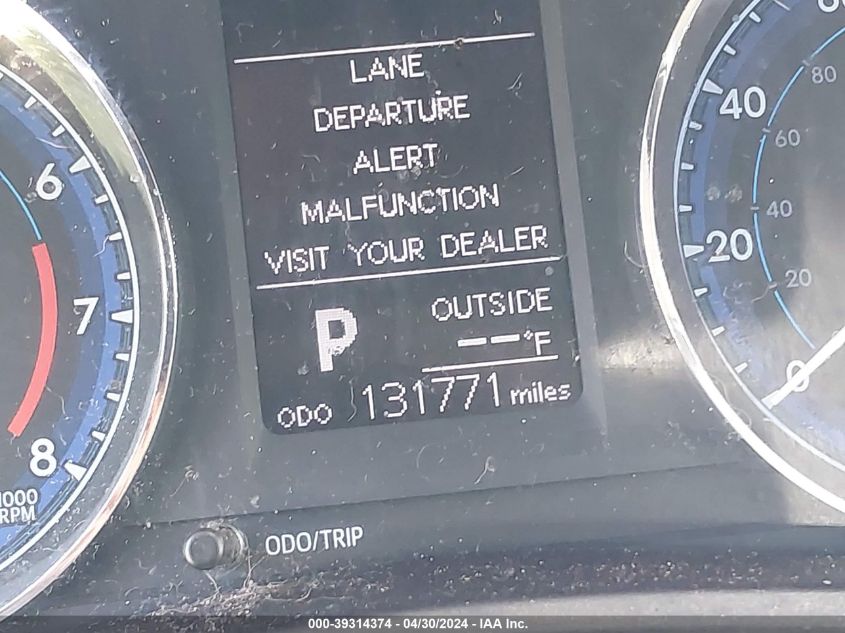 LANE
DEPARTURE
ALERT
MALFUNCTION
VISIT YOUR DEALER
P
OUTSIDE
--°F
ODO 131771 miles
6
7
8
1000
RPM
40
20
0
80
60
40
20
ODO/TRIP
000-39314374 / 04/30/2024 - IAA Inc.